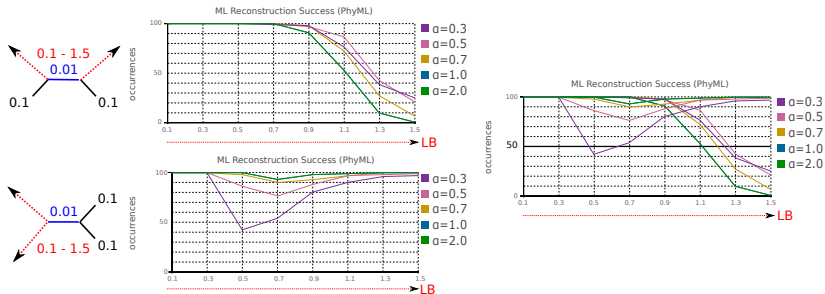 ML Reconstruction Success (PhyML)
0.1 - 1.5
0.01
0.1
0.1
occurrences
100
50
0
0.1 0.3 0.5 0.7 0.9 1.1 1.3 1.5
LB
α=0.3
α=0.5
α=0.7
α=1.0
α=2.0
ML Reconstruction Success (PhyML)
0.1
0.01
0.1
0.1 - 1.5
occurrences
100
50
0
0.1 0.3 0.5 0.7 0.9 1.1 1.3 1.5
LB
α=0.3
α=0.5
α=0.7
α=1.0
α=2.0
ML Reconstruction Success (PhyML)
occurrences
100
50
0
0.1 0.3 0.5 0.7 0.9 1.1 1.3 1.5
LB
α=0.3
α=0.5
α=0.7
α=1.0
α=2.0